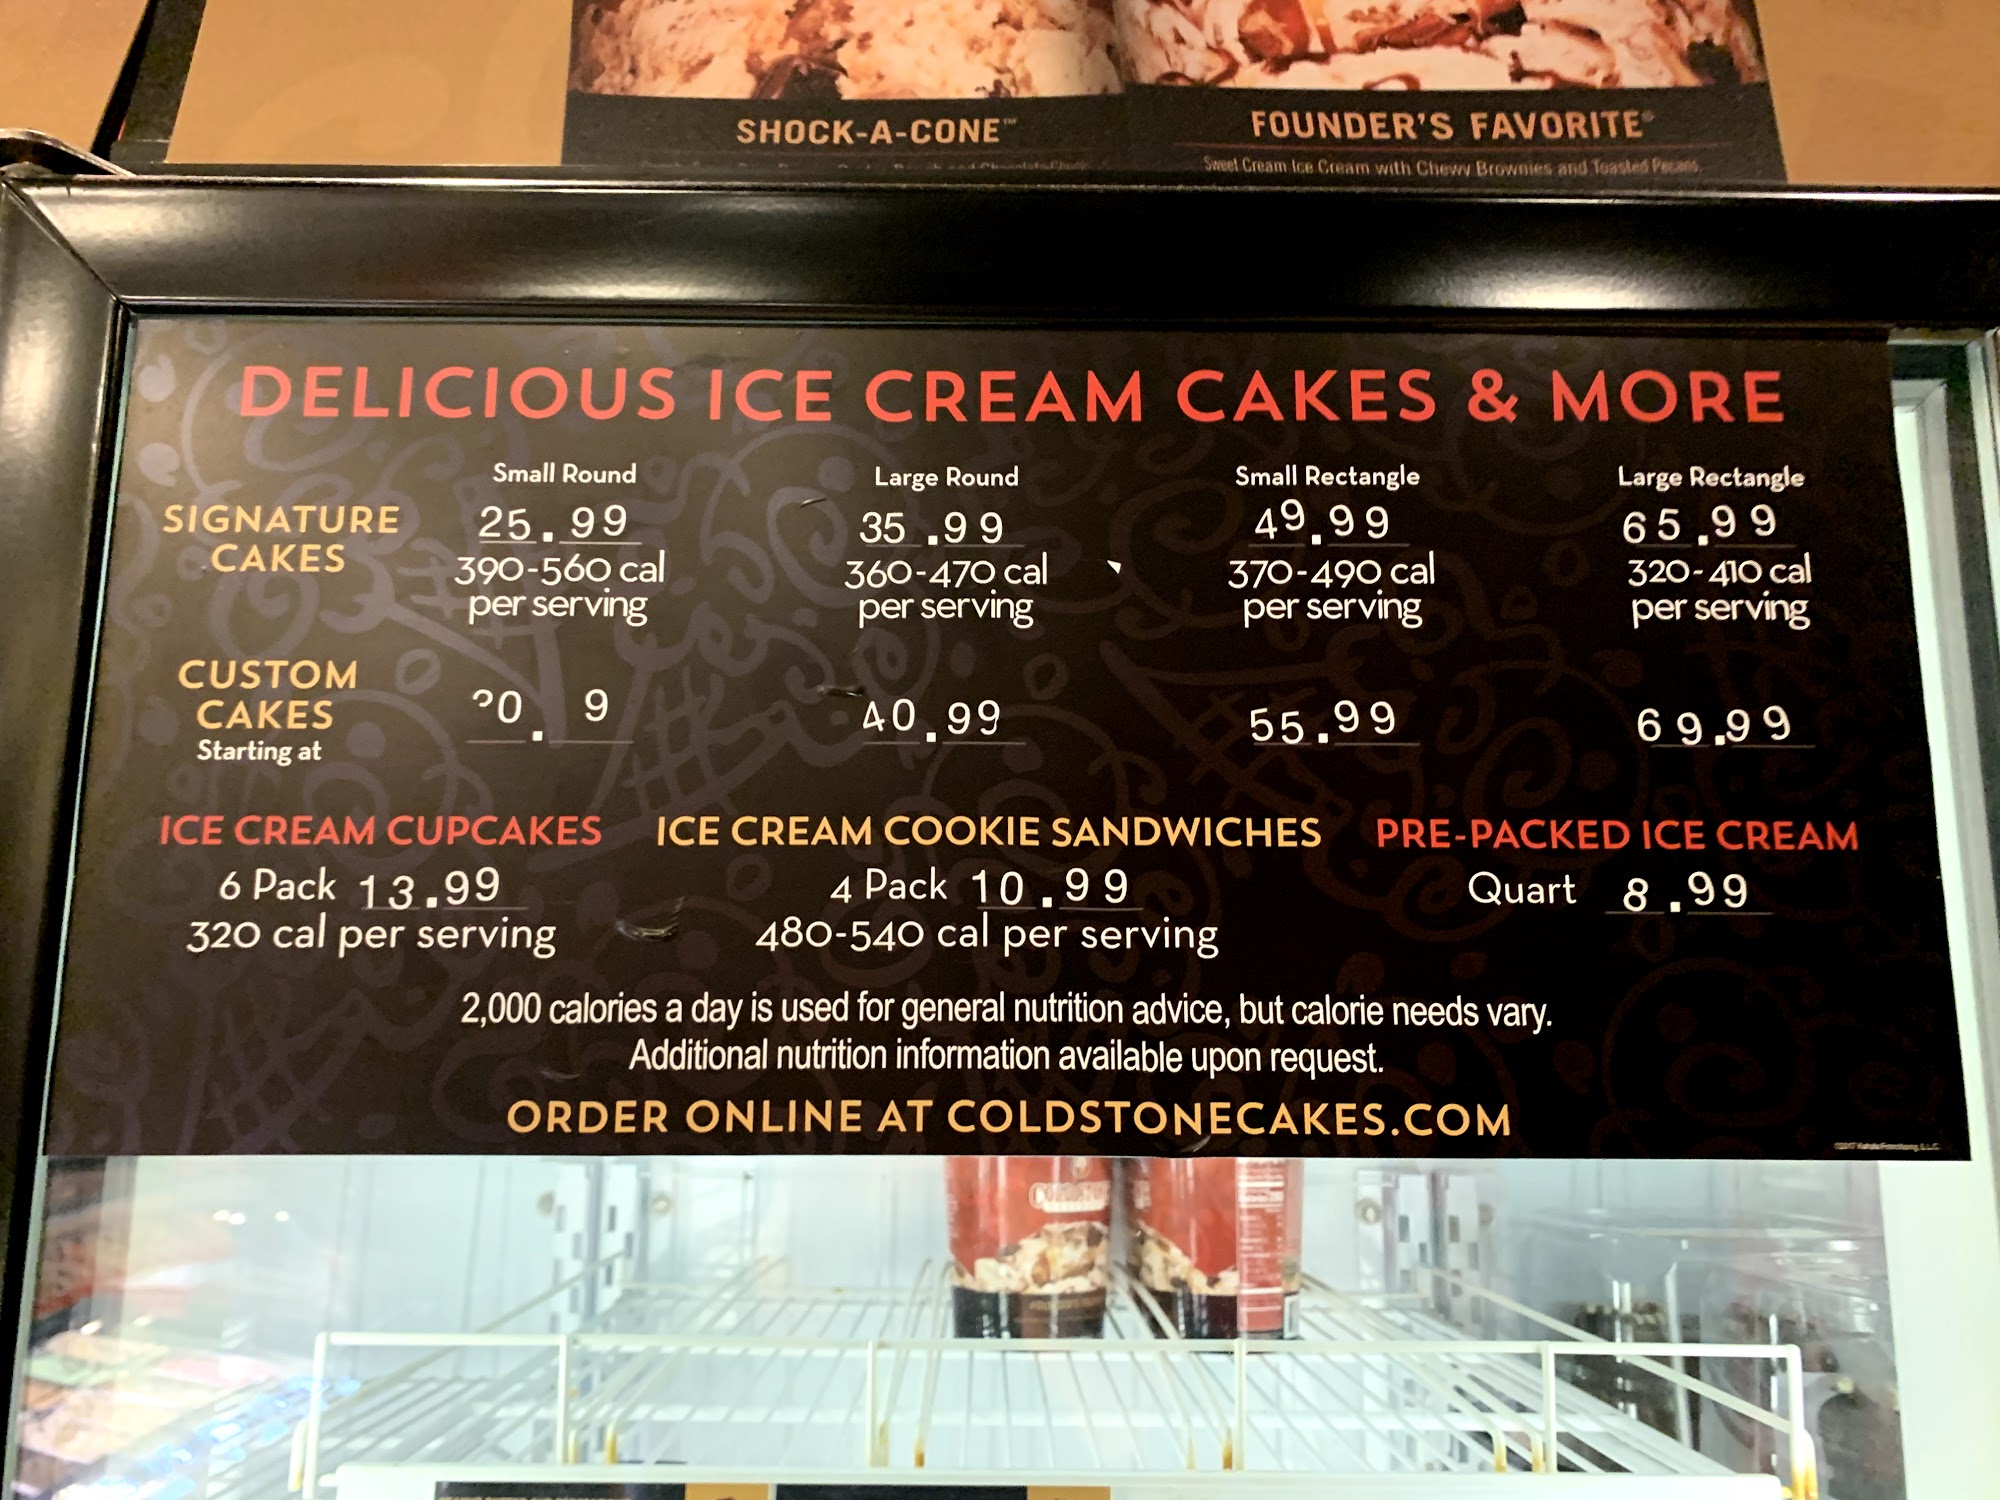 SHOCK-A-CONE™
FOUNDER'S FAVORITE®
Sweet Cream Ice Cream with Chewy Brownies and Toasted Pecans
DELICIOUS ICE CREAM CAKES & MORE
Small Round Large Round Small Rectangle Large Rectangle
SIGNATURE CAKES
25.99 35.99 49.99 65.99
390-560 cal 360-470 cal 370-490 cal 320-410 cal
per serving per serving per serving per serving
CUSTOM
CAKES
Starting at
0. 9 40.99 55.99 69.99
ICE CREAM CUPCAKES ICE CREAM COOKIE SANDWICHES PRE-PACKED ICE CREAM
6 Pack 13.99 4 Pack 10.99 Quart 8.99
320 cal per serving 480-540 cal per serving
2,000 calories a day is used for general nutrition advice, but calorie needs vary.
Additional nutrition information available upon request.
ORDER ONLINE AT COLDSTONECAKES.COM